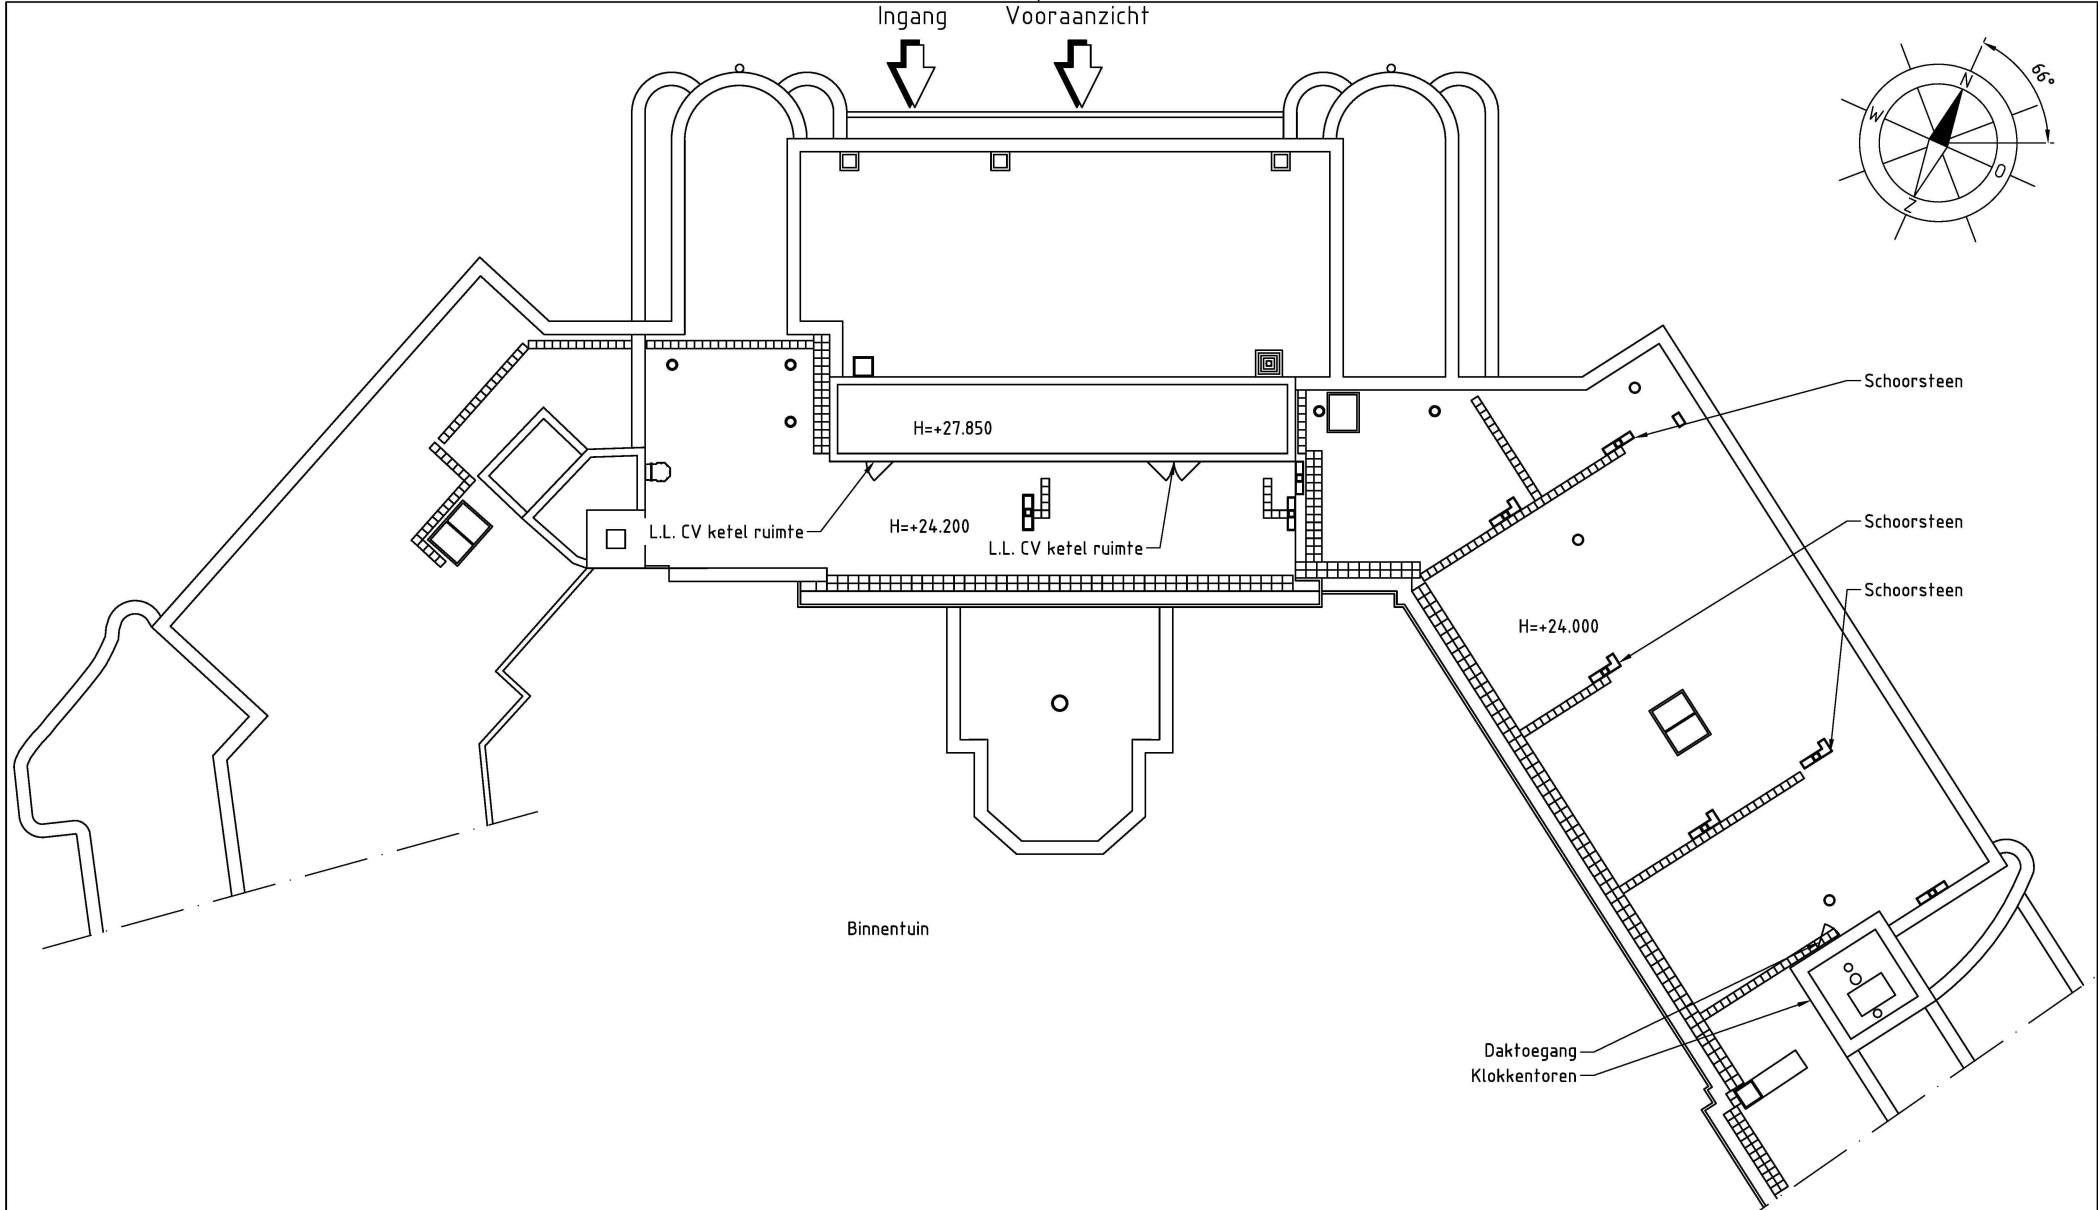 Ingang
Vooraanzicht
66°
N
W
O
Z
Schoorsteen
H=+27.850
Schoorsteen
H=+24.200
L.L. CV ketel ruimte
L.L. CV ketel ruimte
Schoorsteen
H=+24.000
Binnentuin
Daktoegang
Klokkentoren